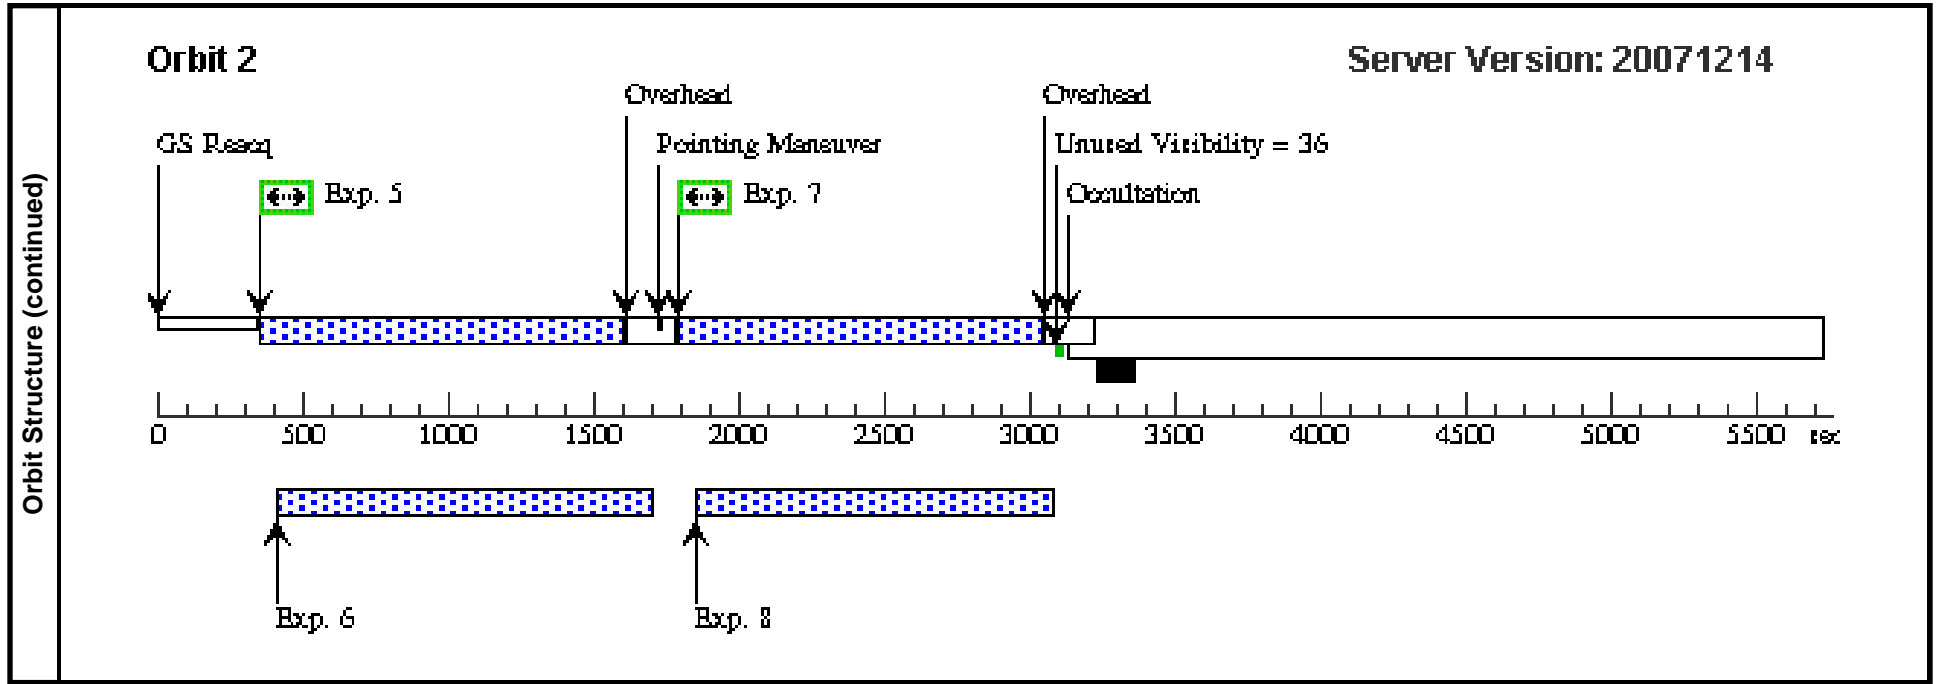 Orbit Structure (continued)
Orbit 2
Server Version: 20071214
Overhead
Overhead
GS Reacq
Pointing Maneuver
Unused Visibility = 36
Exp. 5
Exp. 7
Occultation
0 500 1000 1500 2000 2500 3000 3500 4000 4500 5000 5500 sec
Exp. 6
Exp. 8